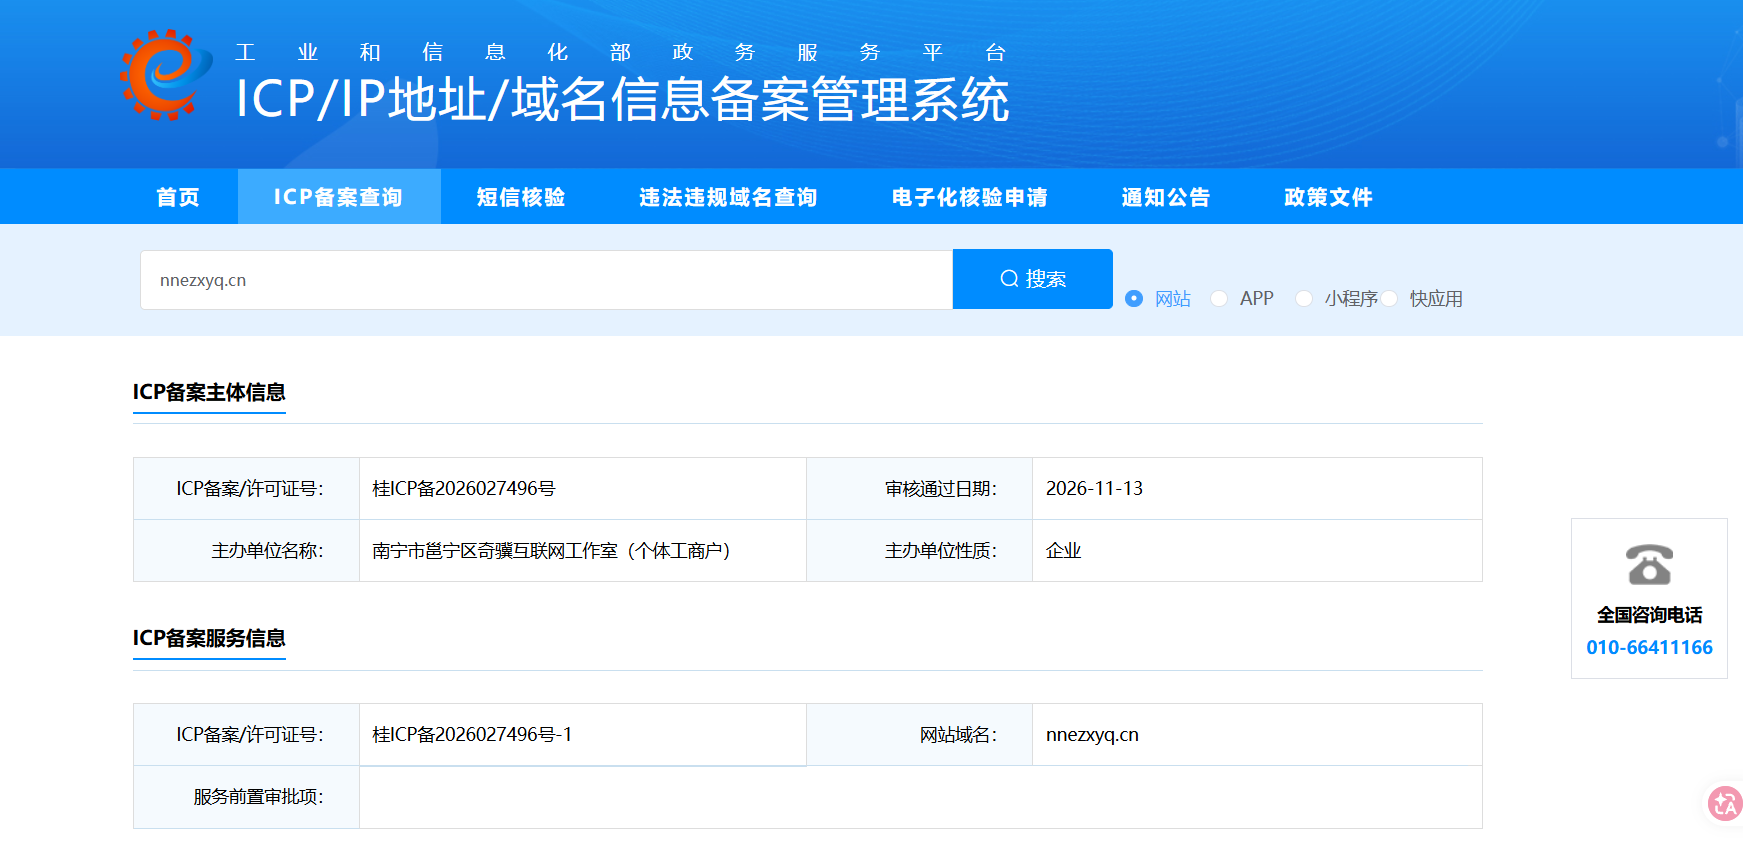 工业和信息化部政务服务平台
ICP/IP地址/域名信息备案管理系统
首页 ICP备案查询 短信核验 违法违规域名查询 电子化核验申请 通知公告 政策文件
nnezxyq.cn 搜索 网站 APP 小程序 快应用
ICP备案主体信息
ICP备案/许可证号： 桂ICP备2026027496号 审核通过日期： 2026-11-13
主办单位名称： 南宁市邕宁区奇骥互联网工作室（个体工商户） 主办单位性质： 企业
ICP备案服务信息
ICP备案/许可证号： 桂ICP备2026027496号-1 网站域名： nnezxyq.cn
服务前置审批项：
全国咨询电话
010-66411166